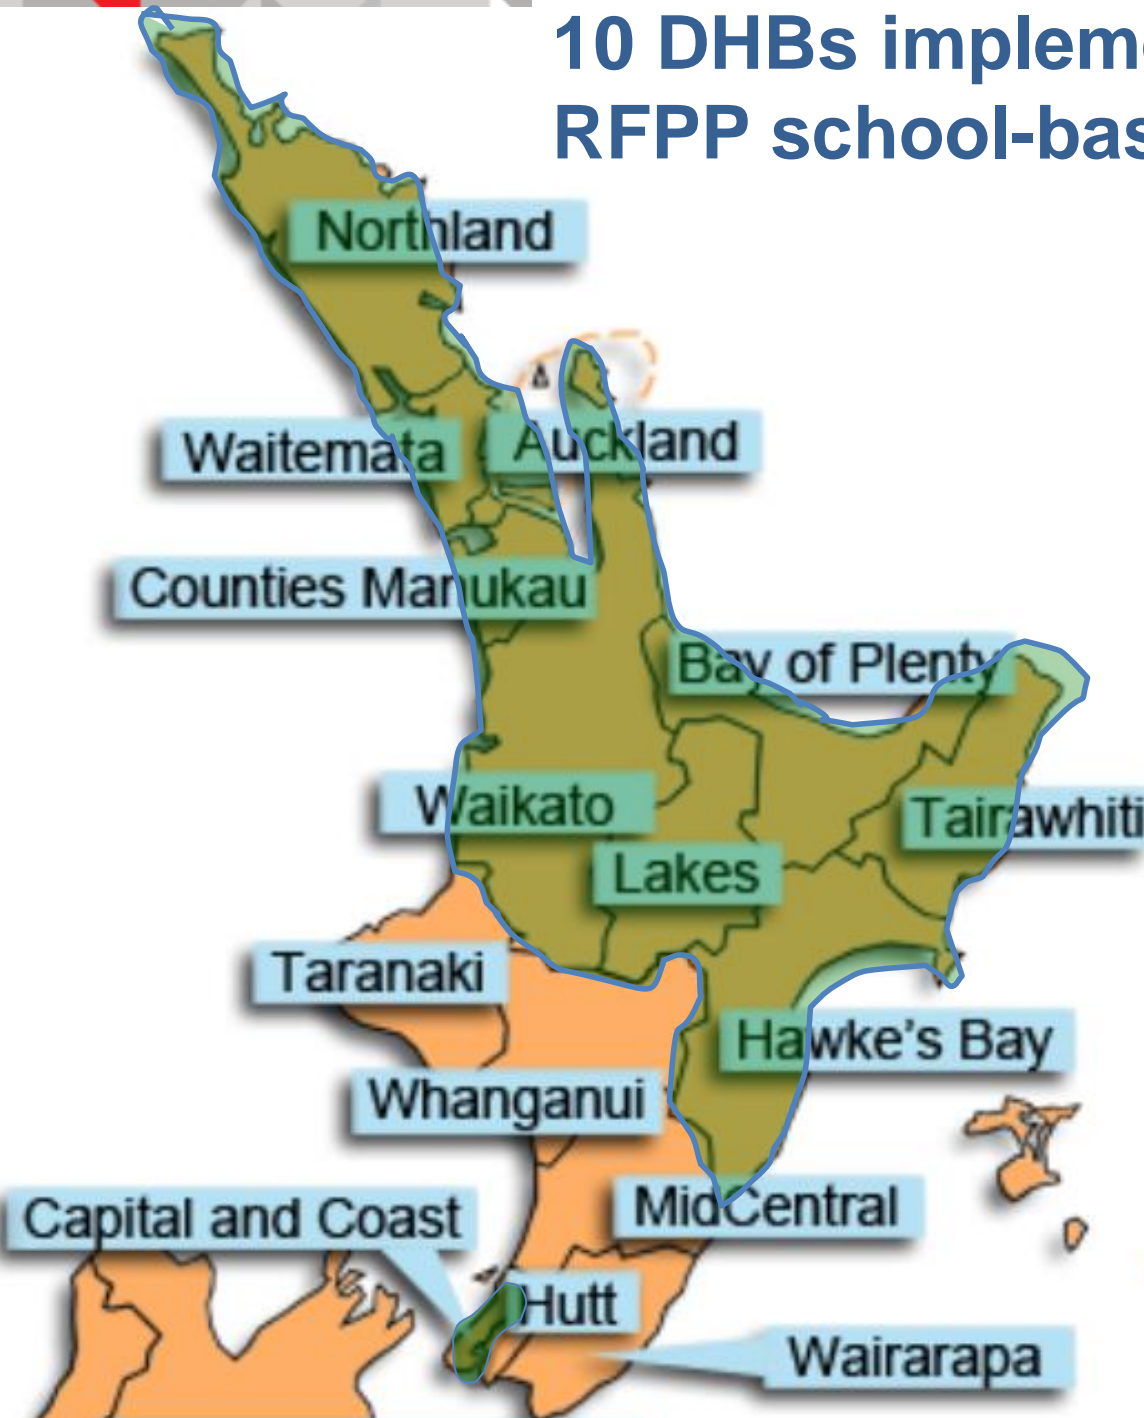 10 DHBs impleme
RFPP school-bas
Northland
Auckland
Waitemata
Counties Manukau
Bay of Plenty
Waikato
Tairawhiti
Lakes
Taranaki
Hawke's Bay
Whanganui
MidCentral
Capital and Coast
Hutt
Wairarapa